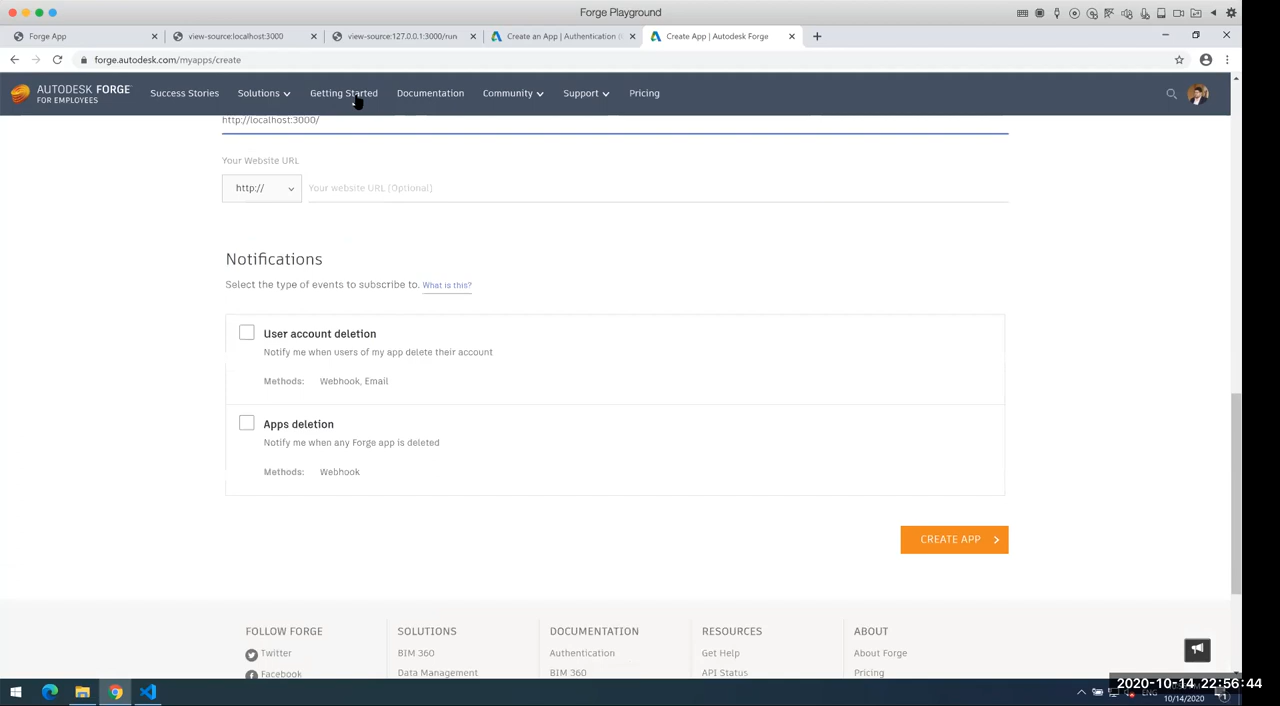 Forge Playground
Forge App
view-source:localhost:3000
view-source:127.0.0.1:3000/run
Create an App | Authentication (
Create App | Autodesk Forge
forge.autodesk.com/myapps/create
AUTODESK FORGE
FOR EMPLOYEES
Success Stories
Solutions
Getting Started
Documentation
Community
Support
Pricing
http://localhost:3000/
Your Website URL
http://
Your website URL (Optional)
Notifications
Select the type of events to subscribe to. What is this?
User account deletion
Notify me when users of my app delete their account
Methods: Webhook, Email
Apps deletion
Notify me when any Forge app is deleted
Methods: Webhook
CREATE APP
FOLLOW FORGE
SOLUTIONS
DOCUMENTATION
RESOURCES
ABOUT
Twitter
BIM 360
Authentication
Get Help
About Forge
Facebook
Data Management
BIM 360
API Status
Pricing
2020-10-14 22:56:44
ENG
10/14/2020